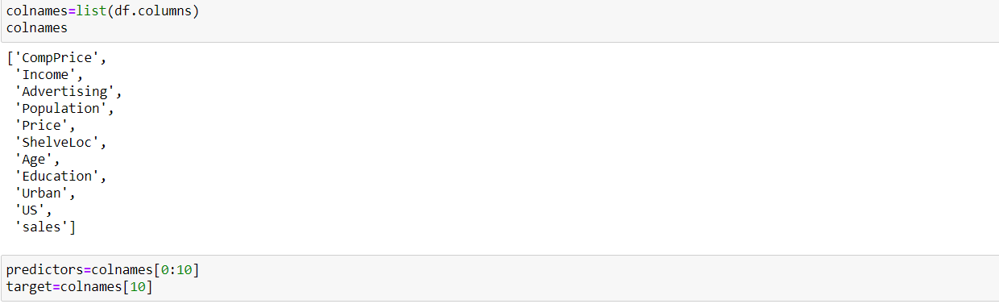 colnames=list(df.columns)
colnames
['CompPrice',
 'Income',
 'Advertising',
 'Population',
 'Price',
 'ShelveLoc',
 'Age',
 'Education',
 'Urban',
 'US',
 'sales']
predictors=colnames[0:10]
target=colnames[10]